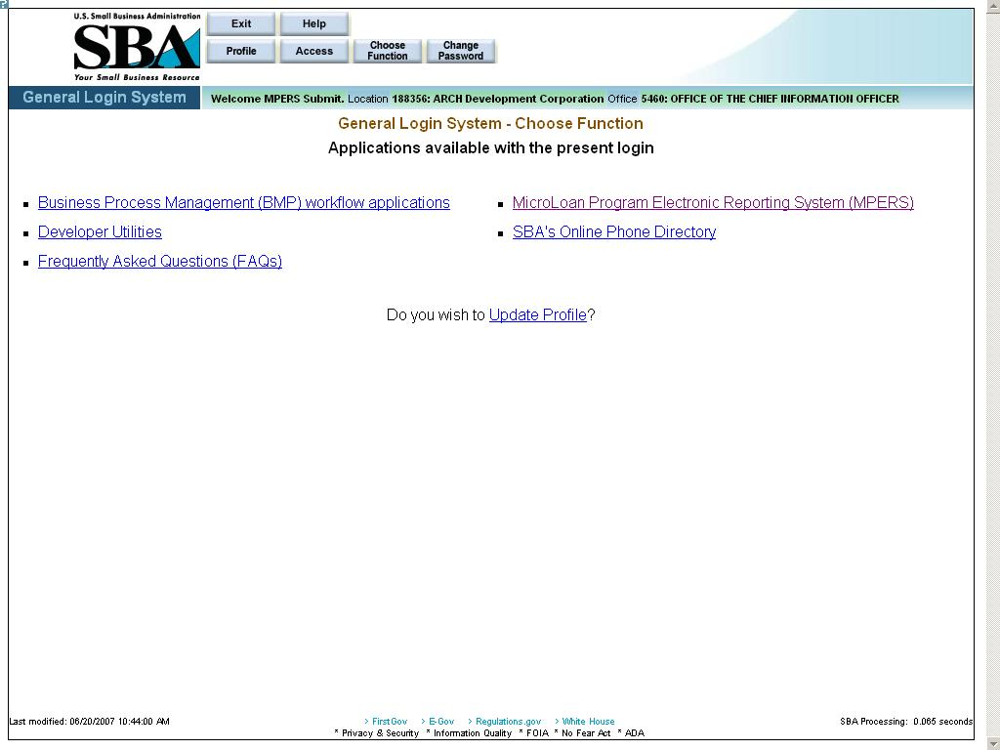 U.S. Small Business Administration
SBA
Your Small Business Resource
Exit Help
Profile Access Choose Function Change Password
General Login System
Welcome MPERS Submit. Location 188356: ARCH Development Corporation Office 5460: OFFICE OF THE CHIEF INFORMATION OFFICER
General Login System - Choose Function
Applications available with the present login
Business Process Management (BMP) workflow applications
MicroLoan Program Electronic Reporting System (MPERS)
Developer Utilities
SBA's Online Phone Directory
Frequently Asked Questions (FAQs)
Do you wish to Update Profile?
Last modified: 06/20/2007 10:44:00 AM
> FirstGov > E-Gov > Regulations.gov > White House
* Privacy & Security * Information Quality * FOIA * No Fear Act * ADA
SBA Processing: 0.065 seconds